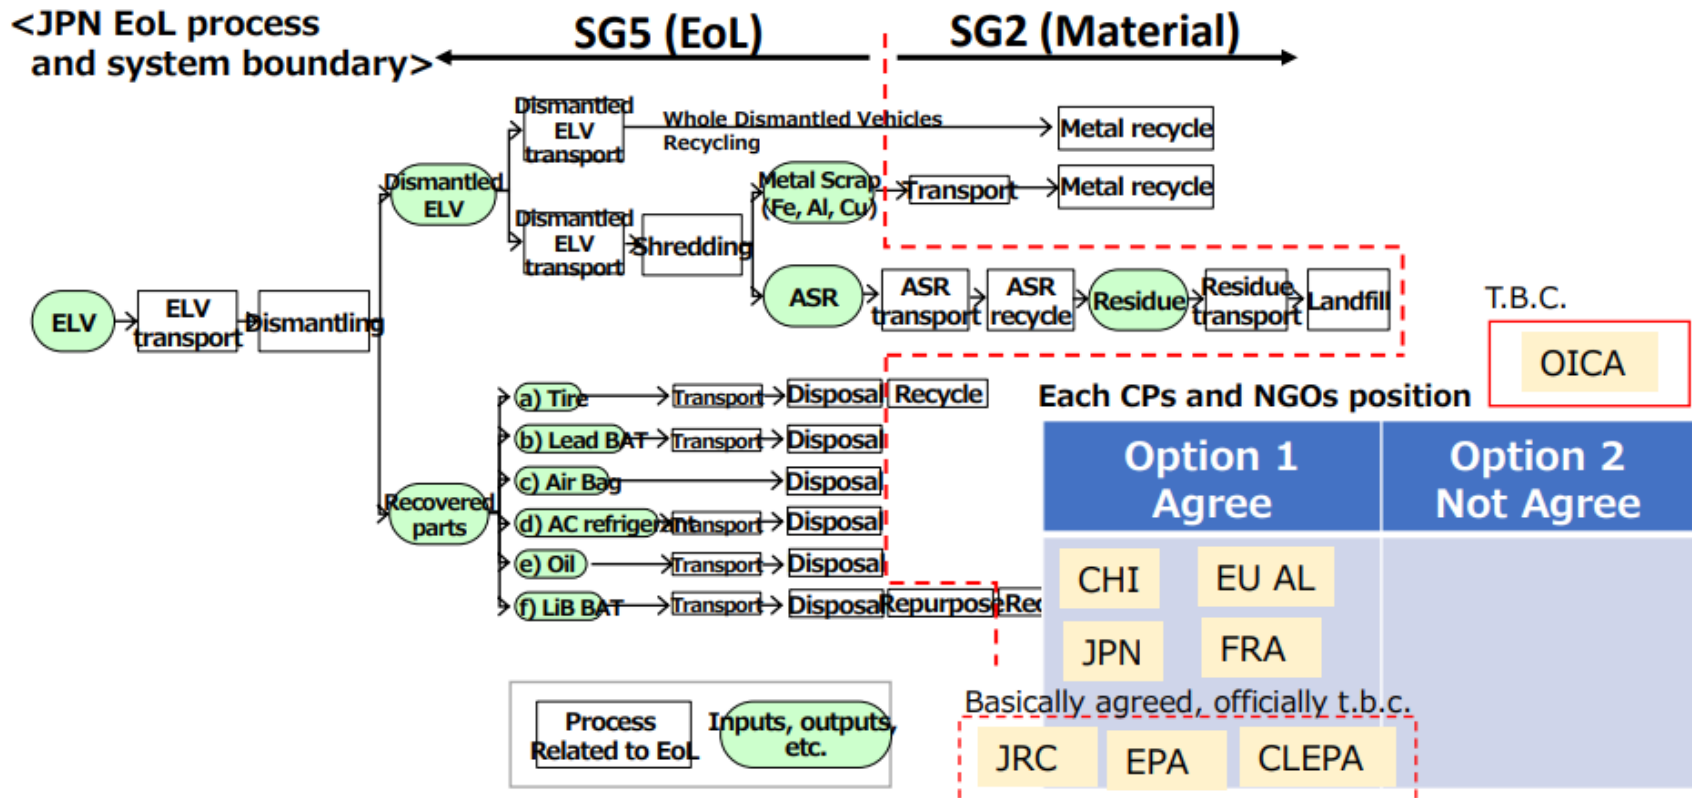 <JPN EoL process
and system boundary>
SG5 (EoL)
SG2 (Material)
Dismantled
ELV
transport
Whole Dismantled Vehicles
Recycling
Metal recycle
Dismantled
ELV
Metal Scrap
(Fe, Al, Cu)
Transport
Metal recycle
Dismantled
ELV
transport
Shredding
ASR
ASR
transport
ASR
recycle
Residue
Residue
transport
Landfill
ELV
ELV
transport
Dismantling
T.B.C.
OICA
a) Tire
Transport
Disposal
Recycle
b) Lead BAT
Transport
Disposal
c) Air Bag
Disposal
Recovered
parts
d) AC refrigerant
Transport
Disposal
e) Oil
Transport
Disposal
f) LiB BAT
Transport
Disposal
Repurpose
Each CPs and NGOs position
Option 1
Agree
Option 2
Not Agree
CHI
EU AL
JPN
FRA
Basically agreed, officially t.b.c.
JRC
EPA
CLEPA
Process
Related to EoL
Inputs, outputs,
etc.